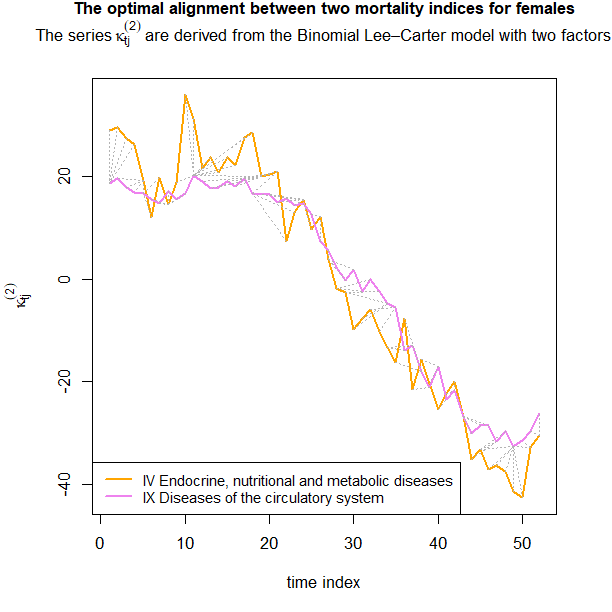 The optimal alignment between two mortality indices for females
The series κ_tj^(2) are derived from the Binomial Lee–Carter model with two factors
κ_tj^(2)
20
0
-20
-40
IV Endocrine, nutritional and metabolic diseases
IX Diseases of the circulatory system
0 10 20 30 40 50
time index